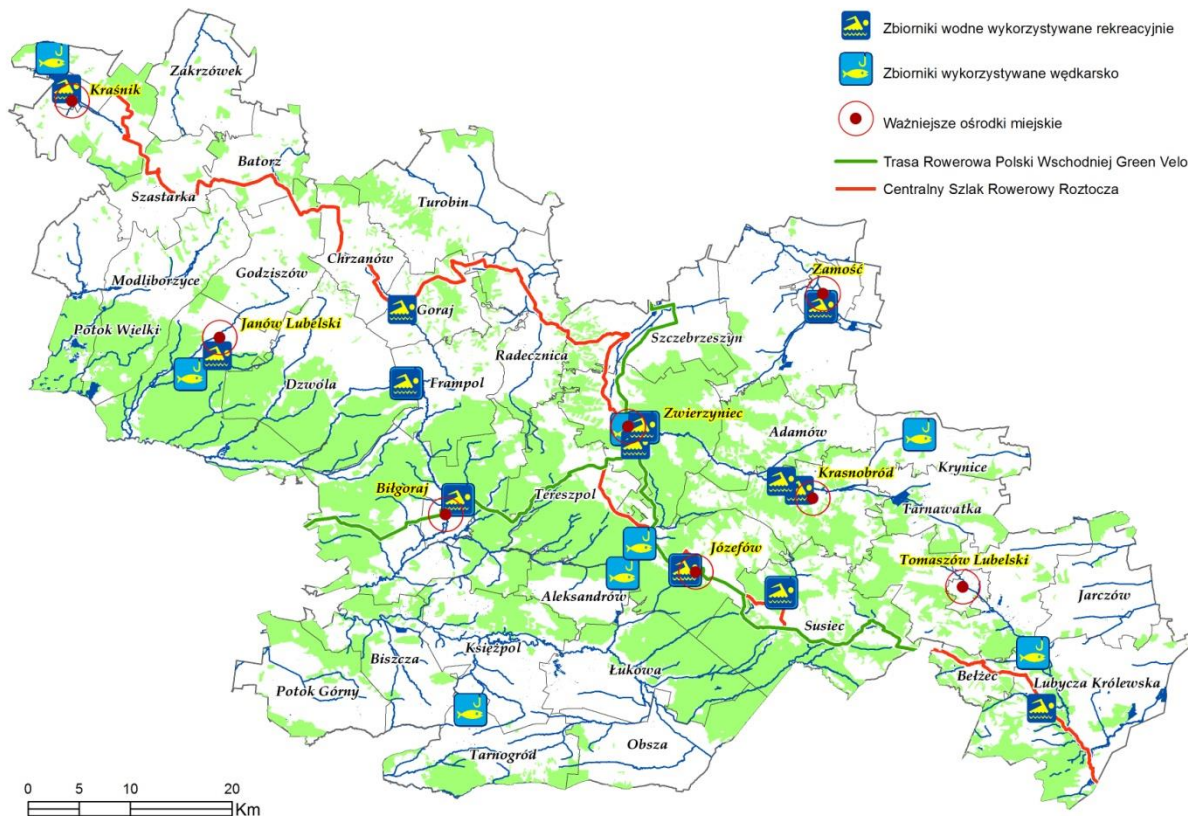 Zbiorniki wodne wykorzystywane rekreacyjnie
Zbiorniki wykorzystywane wędkarsko
Ważniejsze ośrodki miejskie
Trasa Rowerowa Polski Wschodniej Green Velo
Centralny Szlak Rowerowy Roztocza
Zakrzówek
Kraśnik
Batorz
Szastarka
Turobin
Chrzanów
Godziszów
Modliborzyce
Zamość
Goraj
Potok Wielki
Janów Lubelski
Szczebrzeszyn
Radecznica
Dzwola
Frampol
Zwierzyniec
Adamów
Krynice
Krasnobród
Biłgoraj
Tereszpol
Tarnawatka
Józefów
Tomaszów Lubelski
Aleksandrów
Jarczów
Susiec
Księżpol
Biszcza
Łukowa
Bełżec
Potok Górny
Lubycza Królewska
Obsza
Tarnogród
0 5 10 20
Km